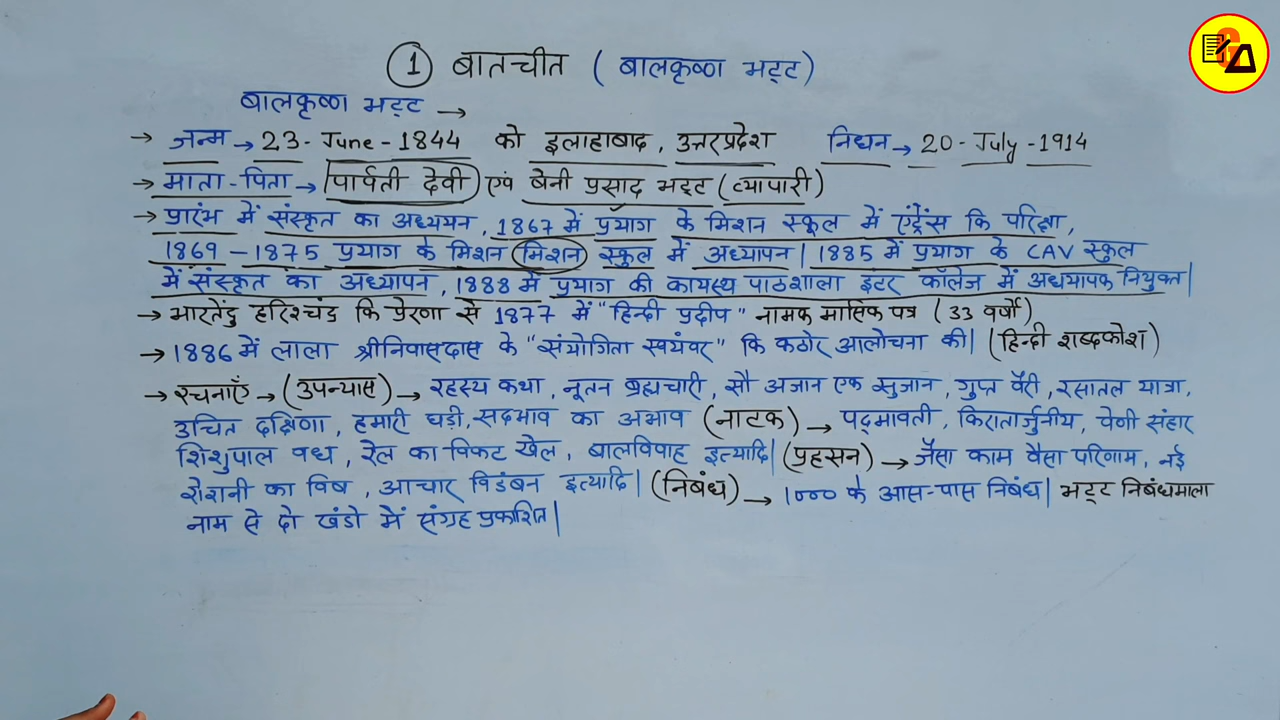 ① बातचीत ( बालकृष्ण भट्ट )
बालकृष्ण भट्ट →
→ जन्म → 23 - June - 1844 को इलाहाबाद, उत्तरप्रदेश निधन → 20 - July - 1914
→ माता - पिता → पार्वती देवी एवं बेनी प्रसाद भट्ट (व्यापारी)
→ प्रारंभ में संस्कृत का अध्ययन, 1867 में प्रयाग के मिशन स्कूल में एंट्रेंस कि परिक्षा,
1869 – 1875 प्रयाग के मिशन मिशन स्कुल में अध्यापन | 1885 में प्रयाग के CAV स्कुल
में संस्कृत का अध्यापन, 1888 में प्रयाग की कायस्थ पाठशाला इंटर कॉलेज में अध्यापक नियुक्त |
→ भारतेंदु हरिश्चंद्र कि प्रेरणा से 1877 में "हिन्दी प्रदीप" नामक मासिक पत्र (33 वर्षों)
→ 1886 में लाला श्रीनिवासदास के "संयोगिता स्वयंवर" कि कठोर आलोचना की | (हिन्दी शब्दकोश)
→ रचनाएँ → (उपन्यास) → रहस्य कथा, नूतन ब्रह्मचारी, सौ अजान एक सुजान, गुप्त वैरी, रसातल यात्रा,
उचित दक्षिणा, हमारी घड़ी, सदभाव का अभाव (नाटक) → पद्मावती, किरातार्जुनीय, वेणी संहार
शिशुपाल वध, रेल का विकट खेल, बालविवाह इत्यादि | (प्रहसन) → जैसा काम वैसा परिणाम, नई
रोशनी का विष, आचार विडंबन इत्यादि | (निबंध) → 1000 के आस-पास निबंध | भट्ट निबंधमाला
नाम से दो खंडो में संग्रह प्रकाशित |